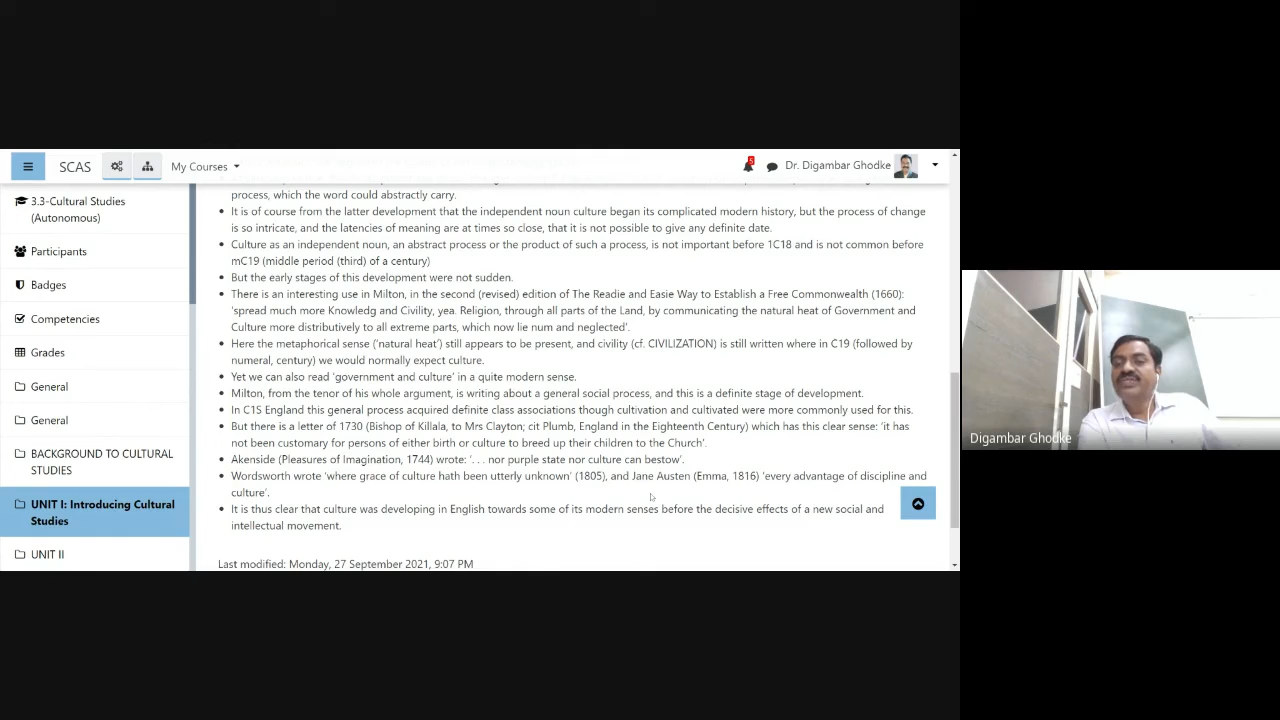 SCAS
My Courses
5
Dr. Digambar Ghodke
3.3-Cultural Studies
(Autonomous)
Participants
Badges
Competencies
Grades
General
General
BACKGROUND TO CULTURAL
STUDIES
UNIT I: Introducing Cultural
Studies
UNIT II
process, which the word could abstractly carry.
It is of course from the latter development that the independent noun culture began its complicated modern history, but the process of change
is so intricate, and the latencies of meaning are at times so close, that it is not possible to give any definite date.
Culture as an independent noun, an abstract process or the product of such a process, is not important before 1C18 and is not common before
mC19 (middle period (third) of a century)
But the early stages of this development were not sudden.
There is an interesting use in Milton, in the second (revised) edition of The Readie and Easie Way to Establish a Free Commonwealth (1660):
‘spread much more Knowledg and Civility, yea. Religion, through all parts of the Land, by communicating the natural heat of Government and
Culture more distributively to all extreme parts, which now lie num and neglected’.
Here the metaphorical sense (‘natural heat’) still appears to be present, and civility (cf. CIVILIZATION) is still written where in C19 (followed by
numeral, century) we would normally expect culture.
Yet we can also read ‘government and culture’ in a quite modern sense.
Milton, from the tenor of his whole argument, is writing about a general social process, and this is a definite stage of development.
In C1S England this general process acquired definite class associations though cultivation and cultivated were more commonly used for this.
But there is a letter of 1730 (Bishop of Killala, to Mrs Clayton; cit Plumb, England in the Eighteenth Century) which has this clear sense: ‘it has
not been customary for persons of either birth or culture to breed up their children to the Church’.
Akenside (Pleasures of Imagination, 1744) wrote: ‘. . . nor purple state nor culture can bestow’.
Wordsworth wrote ‘where grace of culture hath been utterly unknown’ (1805), and Jane Austen (Emma, 1816) ‘every advantage of discipline and
culture’.
It is thus clear that culture was developing in English towards some of its modern senses before the decisive effects of a new social and
intellectual movement.
Last modified: Monday, 27 September 2021, 9:07 PM
Digambar Ghodke